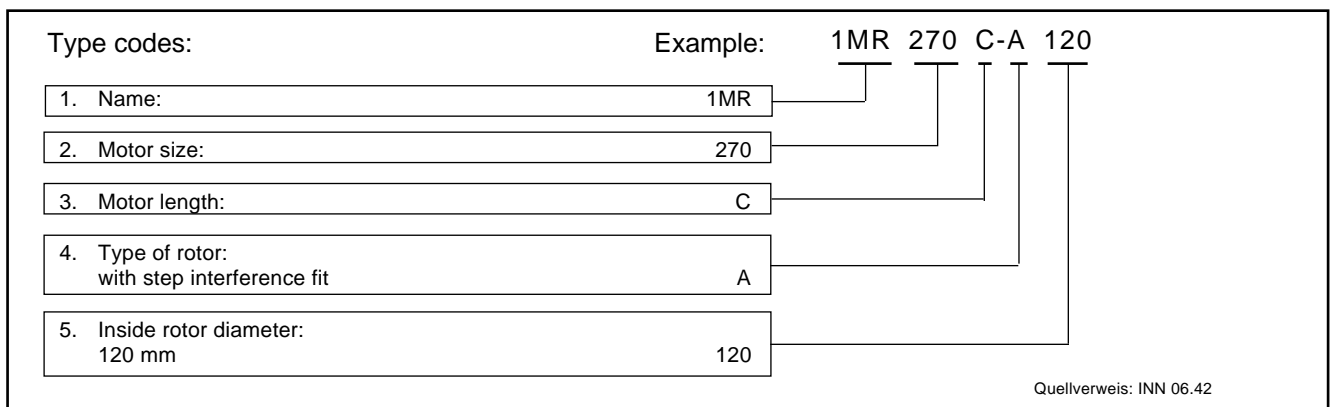 Type codes: Example: 1MR 270 C-A 120
1. Name: 1MR
2. Motor size: 270
3. Motor length: C
4. Type of rotor:
with step interference fit A
5. Inside rotor diameter:
120 mm 120
Quellverweis: INN 06.42